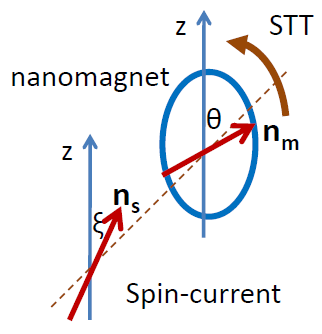 z
STT
nanomagnet
θ
n_m
z
n_s
ξ
Spin-current